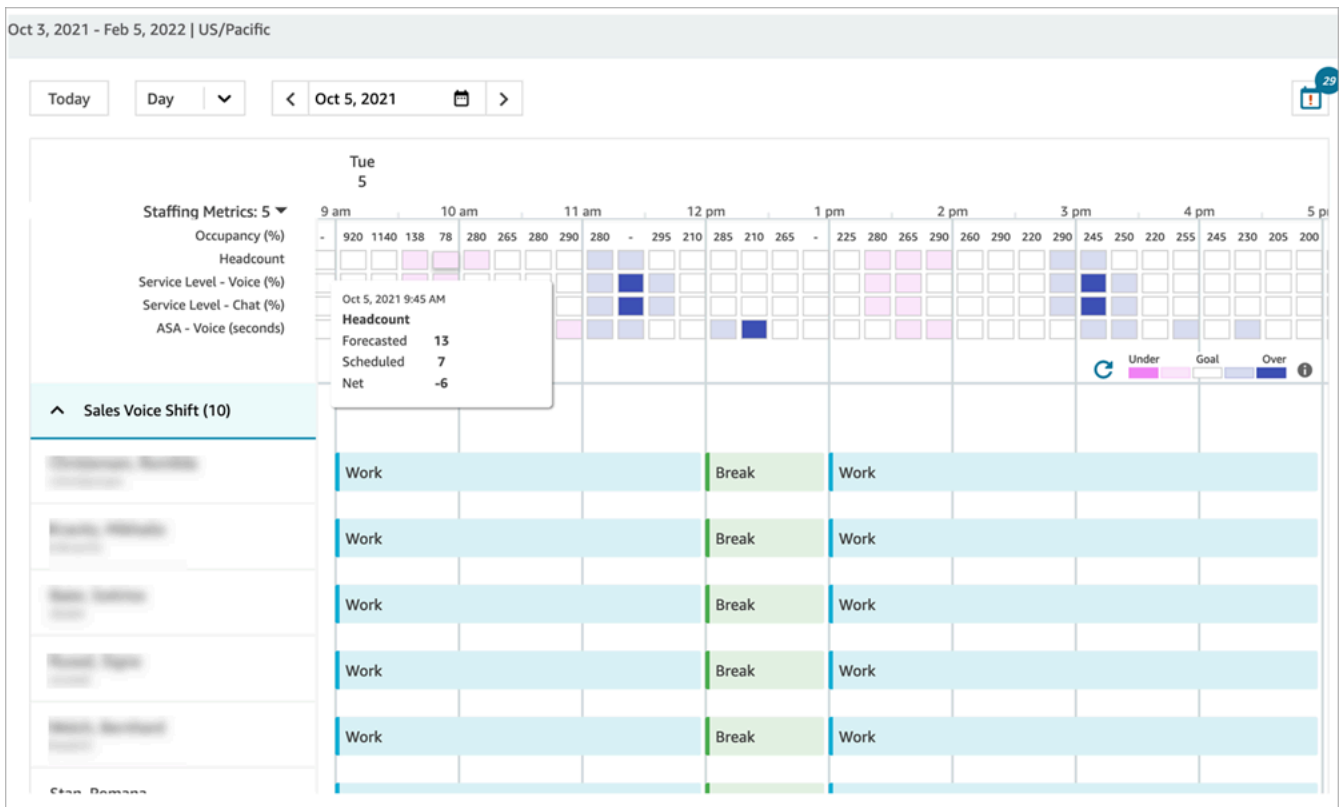 Oct 3, 2021 - Feb 5, 2022 | US/Pacific
Today
Day
Oct 5, 2021
29
Tue
5
Staffing Metrics: 5
9 am 10 am 11 am 12 pm 1 pm 2 pm 3 pm 4 pm
Occupancy (%) - 920 1140 138 78 280 265 280 290 280 - 295 210 285 210 265 - 225 280 265 290 260 290 220 290 245 250 220 255 245 230 205 200
Headcount
Service Level - Voice (%)
Service Level - Chat (%)
ASA - Voice (seconds)
Oct 5, 2021 9:45 AM
Headcount
Forecasted 13
Scheduled 7
Net -6
Under Goal Over
Sales Voice Shift (10)
Work Break Work
Work Break Work
Work Break Work
Work Break Work
Work Break Work